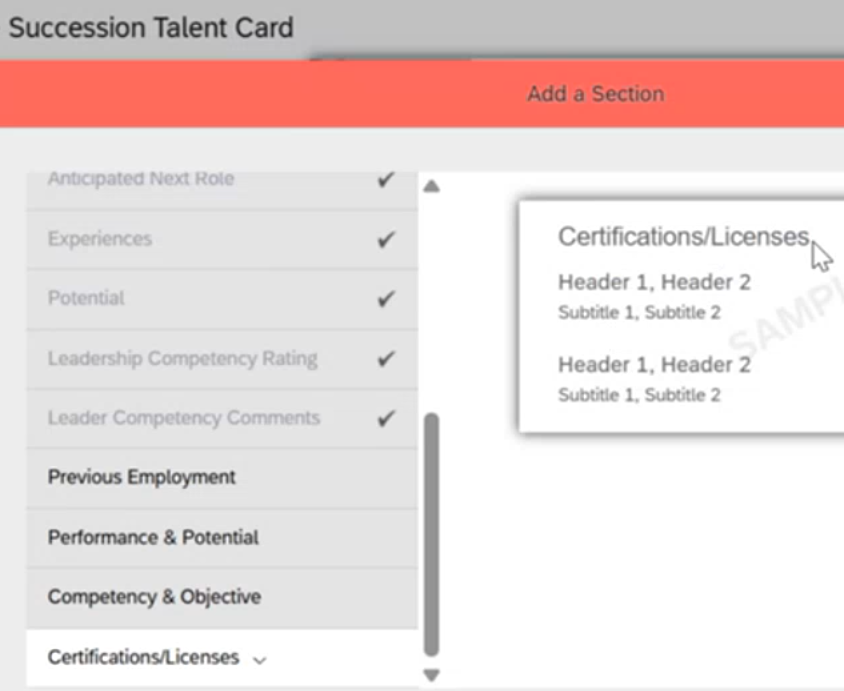 Succession Talent Card
Add a Section
Anticipated Next Role
Experiences
Potential
Leadership Competency Rating
Leader Competency Comments
Previous Employment
Performance & Potential
Competency & Objective
Certifications/Licenses
Certifications/Licenses
Header 1, Header 2
Subtitle 1, Subtitle 2
Header 1, Header 2
Subtitle 1, Subtitle 2